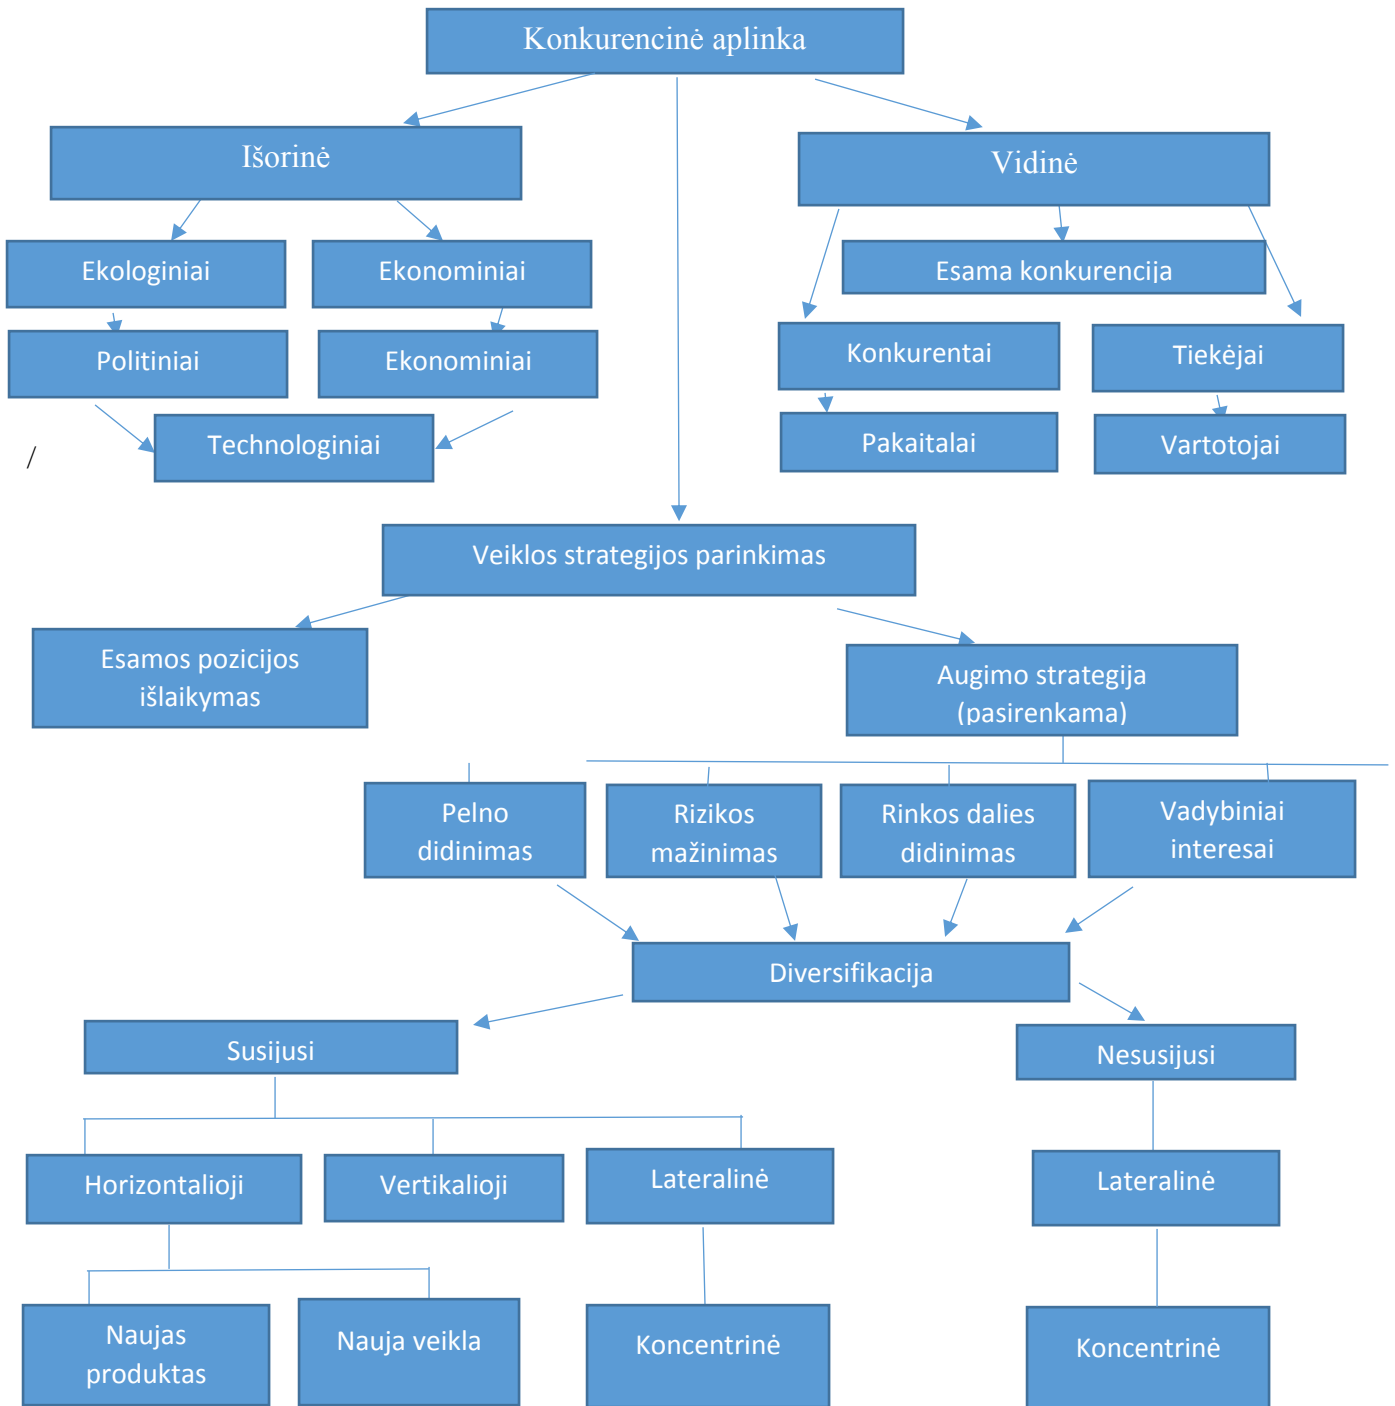 Konkurencinė aplinka
Išorinė
Vidinė
Ekologiniai
Ekonominiai
Esama konkurencija
Politiniai
Ekonominiai
Konkurentai
Tiekėjai
Technologiniai
Pakaitalai
Vartotojai
/
Veiklos strategijos parinkimas
Esamos pozicijos
išlaikymas
Augimo strategija
(pasirenkama)
Pelno
didinimas
Rizikos
mažinimas
Rinkos dalies
didinimas
Vadybiniai
interesai
Diversifikacija
Susijusi
Nesusijusi
Horizontalioji
Vertikalioji
Lateralinė
Lateralinė
Naujas
produktas
Nauja veikla
Koncentrinė
Koncentrinė